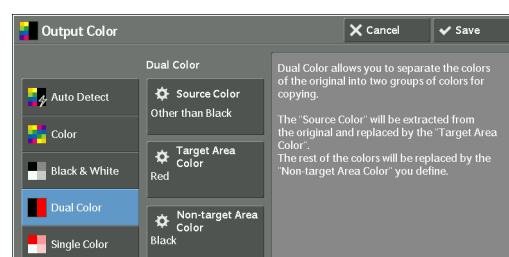 Output Color
Cancel
Save
Auto Detect
Color
Black & White
Dual Color
Single Color
Dual Color
Source Color
Other than Black
Target Area
Color
Red
Non-target Area
Color
Black
Dual Color allows you to separate the colors
of the original into two groups of colors for
copying.
The "Source Color" will be extracted from
the original and replaced by the "Target Area
Color".
The rest of the colors will be replaced by the
"Non-target Area Color" you define.